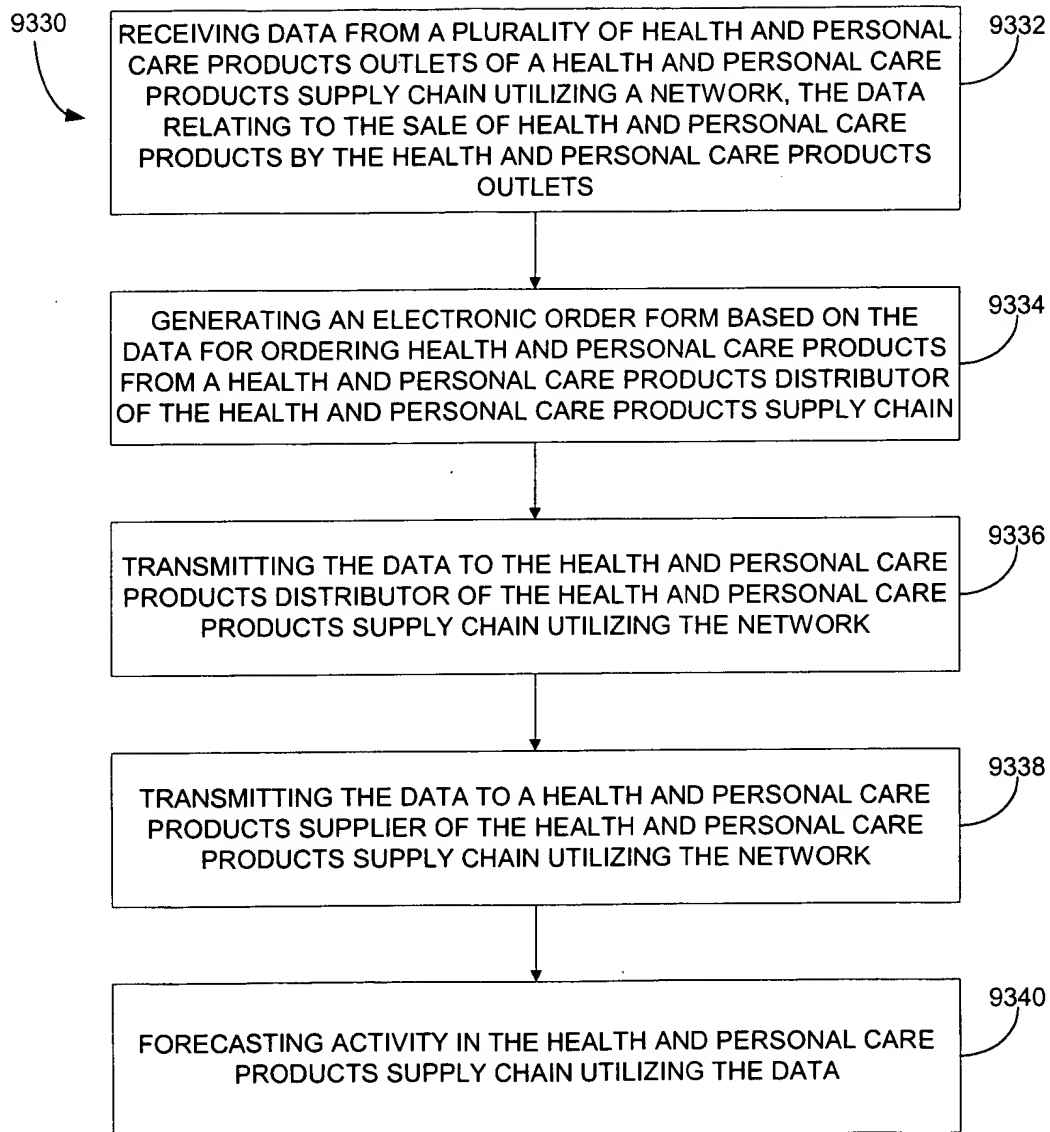 9330
RECEIVING DATA FROM A PLURALITY OF HEALTH AND PERSONAL
CARE PRODUCTS OUTLETS OF A HEALTH AND PERSONAL CARE
PRODUCTS SUPPLY CHAIN UTILIZING A NETWORK, THE DATA
RELATING TO THE SALE OF HEALTH AND PERSONAL CARE
PRODUCTS BY THE HEALTH AND PERSONAL CARE PRODUCTS
OUTLETS
9332
GENERATING AN ELECTRONIC ORDER FORM BASED ON THE
DATA FOR ORDERING HEALTH AND PERSONAL CARE PRODUCTS
FROM A HEALTH AND PERSONAL CARE PRODUCTS DISTRIBUTOR
OF THE HEALTH AND PERSONAL CARE PRODUCTS SUPPLY CHAIN
9334
TRANSMITTING THE DATA TO THE HEALTH AND PERSONAL CARE
PRODUCTS DISTRIBUTOR OF THE HEALTH AND PERSONAL CARE
PRODUCTS SUPPLY CHAIN UTILIZING THE NETWORK
9336
TRANSMITTING THE DATA TO A HEALTH AND PERSONAL CARE
PRODUCTS SUPPLIER OF THE HEALTH AND PERSONAL CARE
PRODUCTS SUPPLY CHAIN UTILIZING THE NETWORK
9338
FORECASTING ACTIVITY IN THE HEALTH AND PERSONAL CARE
PRODUCTS SUPPLY CHAIN UTILIZING THE DATA
9340